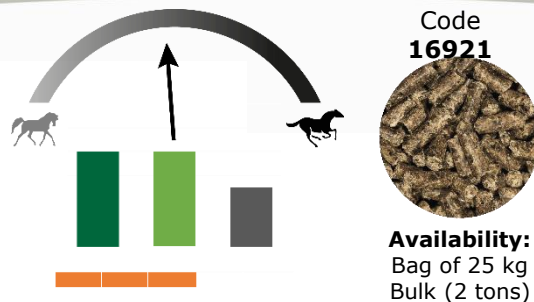 Code
16921
Availability:
Bag of 25 kg
Bulk (2 tons)